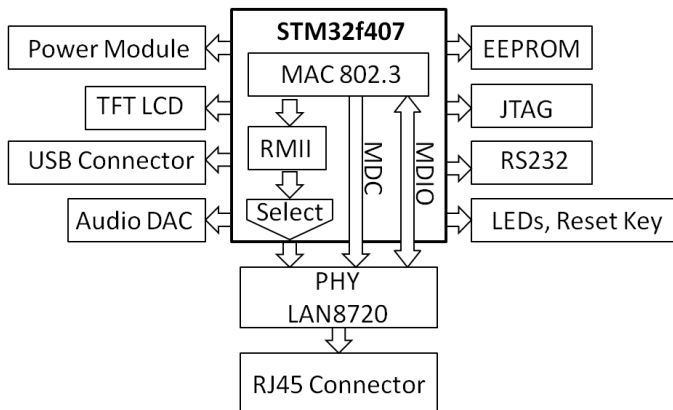 STM32f407
Power Module
MAC 802.3
EEPROM
TFT LCD
JTAG
RMII
USB Connector
RS232
MDC
MDIO
Select
Audio DAC
LEDs, Reset Key
PHY
LAN8720
RJ45 Connector